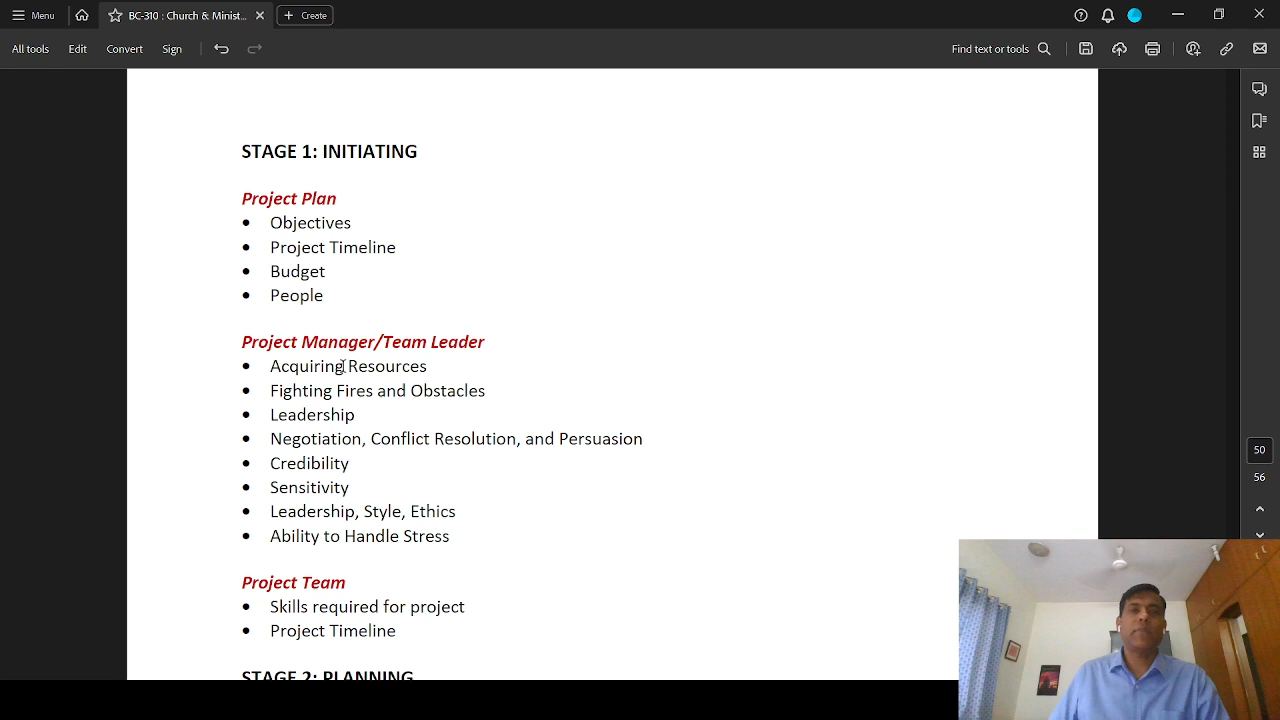 Menu
BC-310 : Church & Minist...
Create
All tools
Edit
Convert
Sign
Find text or tools
STAGE 1: INITIATING
Project Plan
• Objectives
• Project Timeline
• Budget
• People
Project Manager/Team Leader
• Acquiring Resources
• Fighting Fires and Obstacles
• Leadership
• Negotiation, Conflict Resolution, and Persuasion
• Credibility
• Sensitivity
• Leadership, Style, Ethics
• Ability to Handle Stress
Project Team
• Skills required for project
• Project Timeline
STAGE 2: PLANNING
50
56